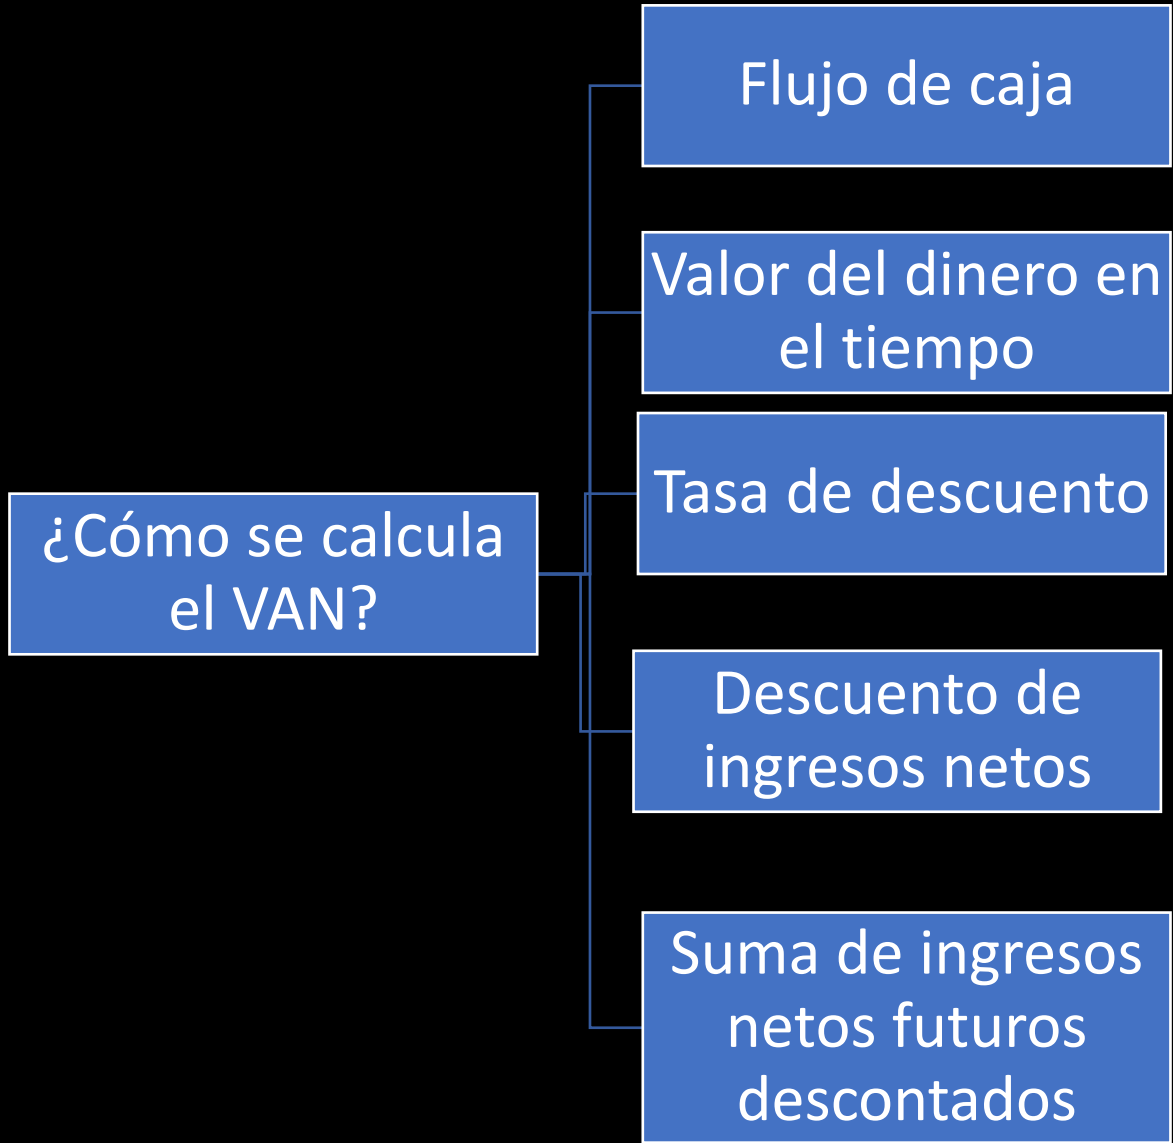 Flujo de caja
Valor del dinero en
el tiempo
Tasa de descuento
¿Cómo se calcula
el VAN?
Descuento de
ingresos netos
Suma de ingresos
netos futuros
descontados